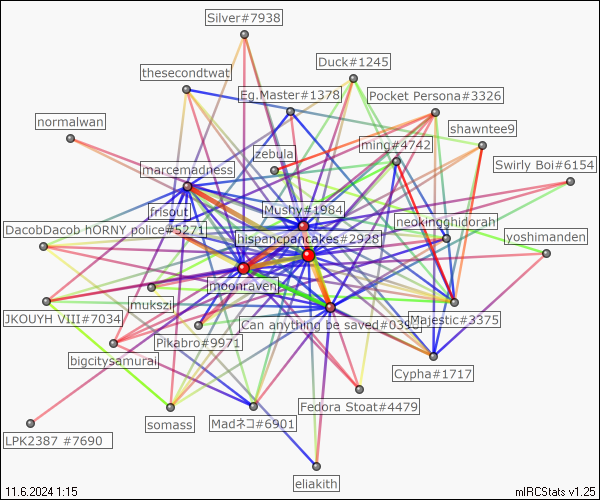 Silver#7938
Duck#1245
thesecondtwat
Eg.Master#1378
Pocket Persona#3326
normalwan
shawntee9
ming#4742
zebula
Swirly Boi#6154
marcemadness
frisout
Mushy#1984
neokingghidorah
DacobDacob hORNY police#5271
hispancpancakes#2928
yoshimanden
moonraven
mukszi
JKOUYH VIII#7034
Can anything be saved#039
Majestic#3375
Pikabro#9971
bigcitysamurai
Cypha#1717
Fedora Stoat#4479
somass
Madネコ#6901
LPK2387 #7690
eliakith
11.6.2024 1:15
mIRCStats v1.25